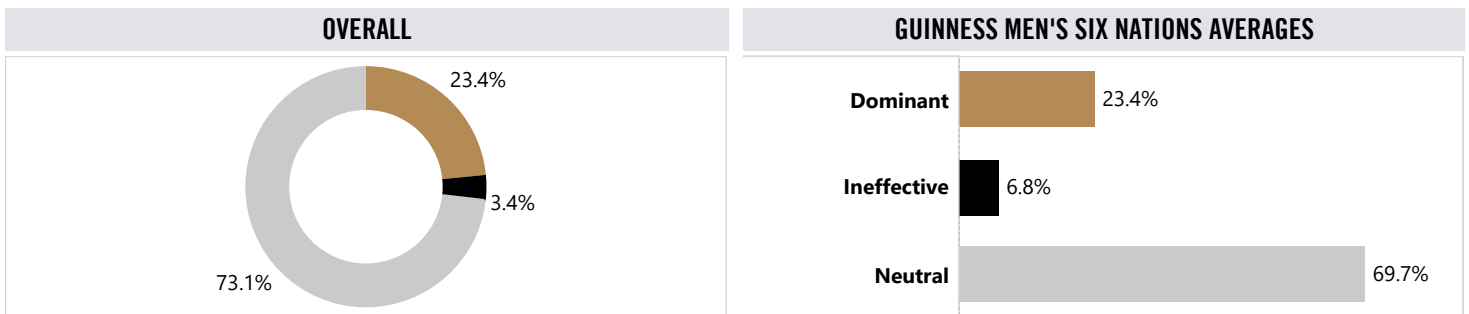 OVERALL
23.4%
3.4%
73.1%
GUINNESS MEN'S SIX NATIONS AVERAGES
Dominant 23.4%
Ineffective 6.8%
Neutral 69.7%